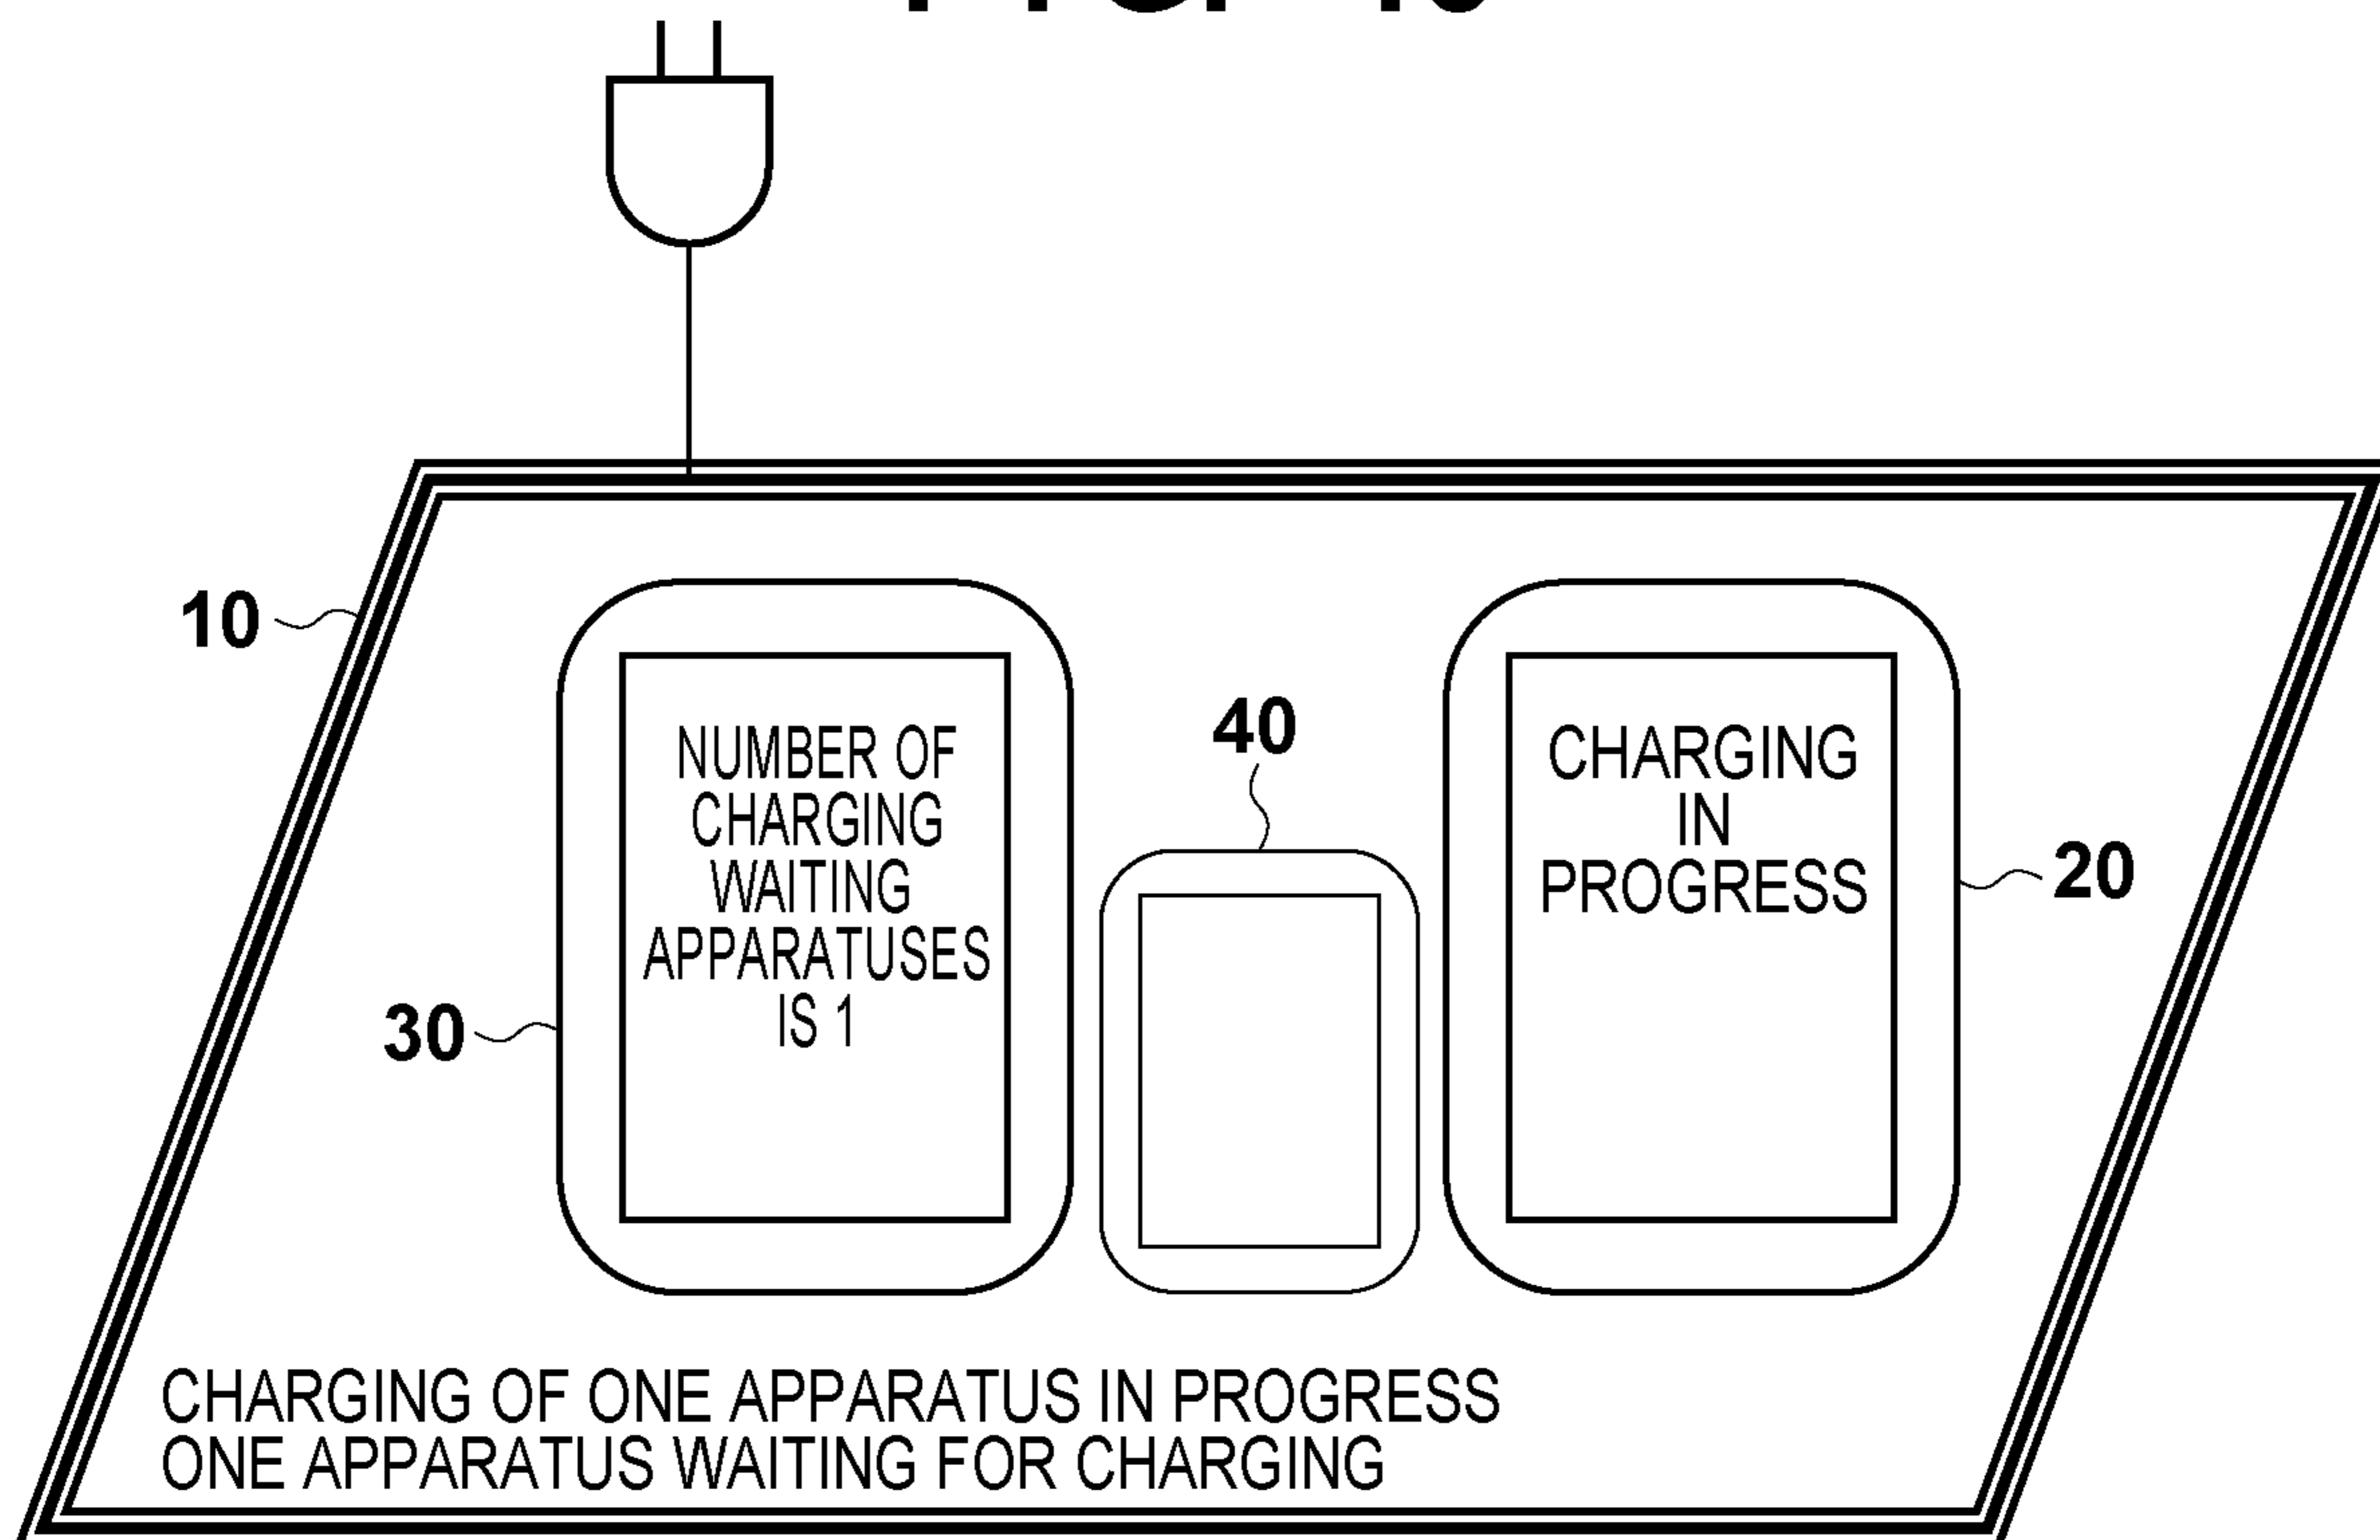 10
NUMBER OF
CHARGING
WAITING
APPARATUSES
IS 1
30
40
CHARGING
IN
PROGRESS
20
CHARGING OF ONE APPARATUS IN PROGRESS
ONE APPARATUS WAITING FOR CHARGING